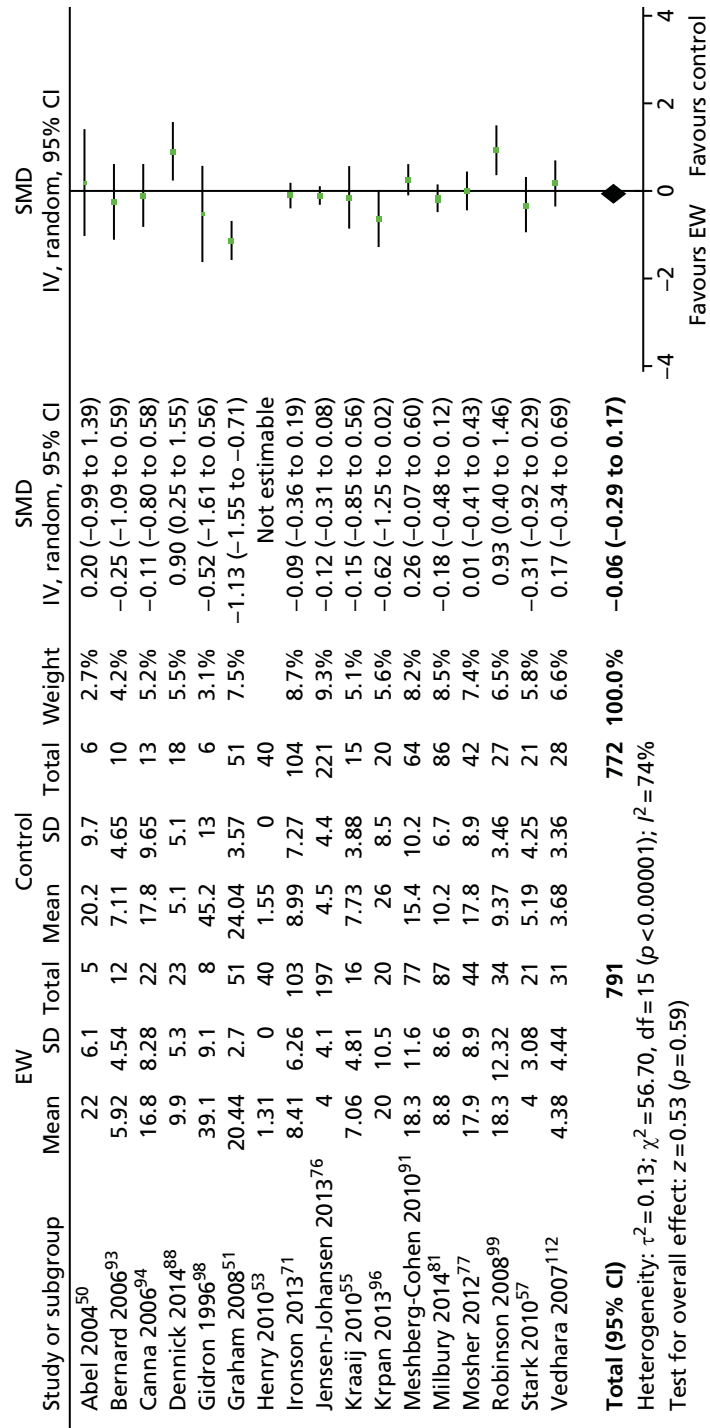 EW Control SMD SMD
Study or subgroup Mean SD Total Mean SD Total Weight IV, random, 95% CI IV, random, 95% CI
Abel 2004⁵⁰ 22 6.1 5 20.2 9.7 6 2.7% 0.20 (−0.99 to 1.39)
Bernard 2006⁹³ 5.92 4.54 12 7.11 4.65 10 4.2% −0.25 (−1.09 to 0.59)
Canna 2006⁹⁴ 16.8 8.28 22 17.8 9.65 13 5.2% −0.11 (−0.80 to 0.58)
Dennick 2014⁸⁸ 9.9 5.3 23 5.1 5.1 18 5.5% 0.90 (0.25 to 1.55)
Gidron 1996⁹⁸ 39.1 9.1 8 45.2 13 6 3.1% −0.52 (−1.61 to 0.56)
Graham 2008⁵¹ 20.44 2.7 51 24.04 3.57 51 7.5% −1.13 (−1.55 to −0.71)
Henry 2010⁵³ 1.31 0 40 1.55 0 40 Not estimable
Ironson 2013⁷¹ 8.41 6.26 103 8.99 7.27 104 8.7% −0.09 (−0.36 to 0.19)
Jensen-Johansen 2013⁷⁶ 4 4.1 197 4.5 4.4 221 9.3% −0.12 (−0.31 to 0.08)
Kraaij 2010⁵⁵ 7.06 4.81 16 7.73 3.88 15 5.1% −0.15 (−0.85 to 0.56)
Krpan 2013⁹⁶ 20 10.5 20 26 8.5 20 5.6% −0.62 (−1.25 to 0.02)
Meshberg-Cohen 2010⁹¹ 18.3 11.6 77 15.4 10.2 64 8.2% 0.26 (−0.07 to 0.60)
Milbury 2014⁸¹ 8.8 8.6 87 10.2 6.7 86 8.5% −0.18 (−0.48 to 0.12)
Mosher 2012⁷⁷ 17.9 8.9 44 17.8 8.9 42 7.4% 0.01 (−0.41 to 0.43)
Robinson 2008⁹⁹ 18.3 12.32 34 9.37 3.46 27 6.5% 0.93 (0.40 to 1.46)
Stark 2010⁵⁷ 4 3.08 21 5.19 4.25 21 5.8% −0.31 (−0.92 to 0.29)
Vedhara 2007¹¹² 4.38 4.44 31 3.68 3.36 28 6.6% 0.17 (−0.34 to 0.69)
Total (95% CI) 791 772 100.0% −0.06 (−0.29 to 0.17)
Heterogeneity: τ²=0.13; χ²=56.70, df=15 (p<0.00001); I²=74%
Test for overall effect: z=0.53 (p=0.59)
−4 −2 0 2 4
Favours EW Favours control